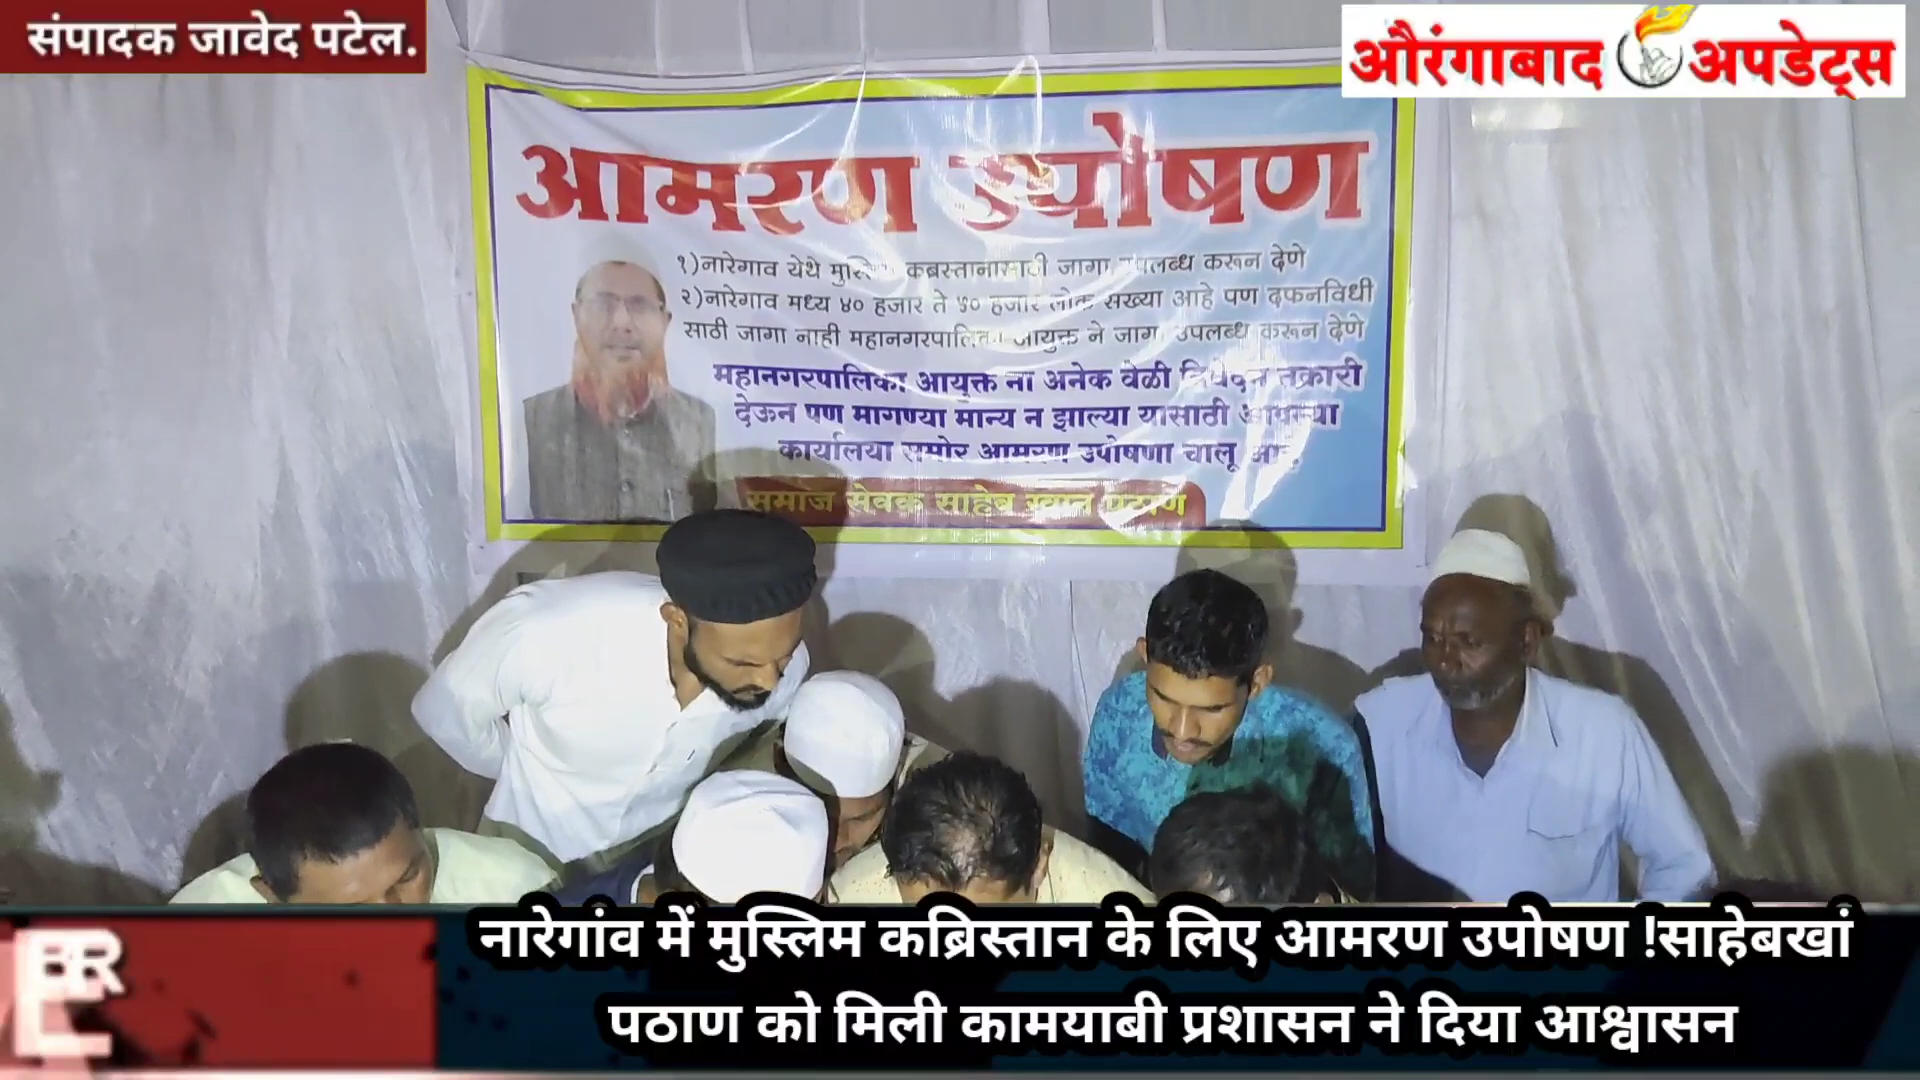 संपादक जावेद पटेल.
औरंगाबाद अपडेट्स
आमरण उपोषण
१)नारेगाव येथे मुस्लिम कब्रस्तानासाठी जागा उपलब्ध करून देणे
२)नारेगाव मध्य ४० हजार ते ५० हजार लोक सख्या आहे पण दफनविधी
साठी जागा नाही महानगरपालिका आयुक्त ने जागा उपलब्ध करून देणे
महानगरपालिका आयुक्त ना अनेक वेळी निवेदन तक्रारी
देऊन पण मागण्या मान्य न झाल्या यासाठी आपल्या
कार्यालया समोर आमरण उपोषणा चालू आहे
समाज सेवक साहेब खान पठाण
BR
नारेगांव में मुस्लिम कब्रिस्तान के लिए आमरण उपोषण !साहेबखां
पठाण को मिली कामयाबी प्रशासन ने दिया आश्वासन